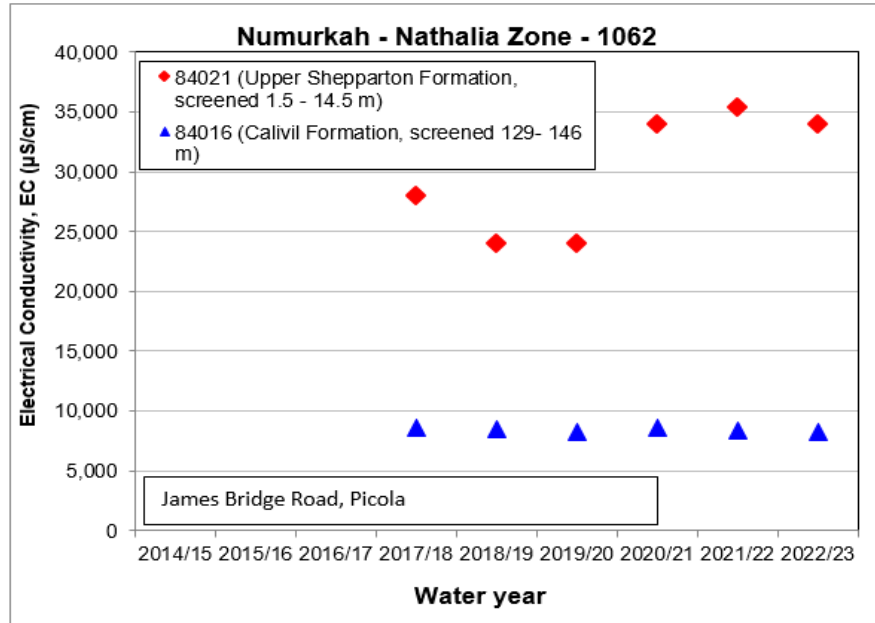 Numurkah - Nathalia Zone - 1062
40,000
35,000
30,000
25,000
20,000
15,000
10,000
5,000
0
Electrical Conductivity, EC (µS/cm)
84021 (Upper Shepparton Formation,
screened 1.5 - 14.5 m)
84016 (Calivil Formation, screened 129- 146
m)
James Bridge Road, Picola
2014/15 2015/16 2016/17 2017/18 2018/19 2019/20 2020/21 2021/22 2022/23
Water year